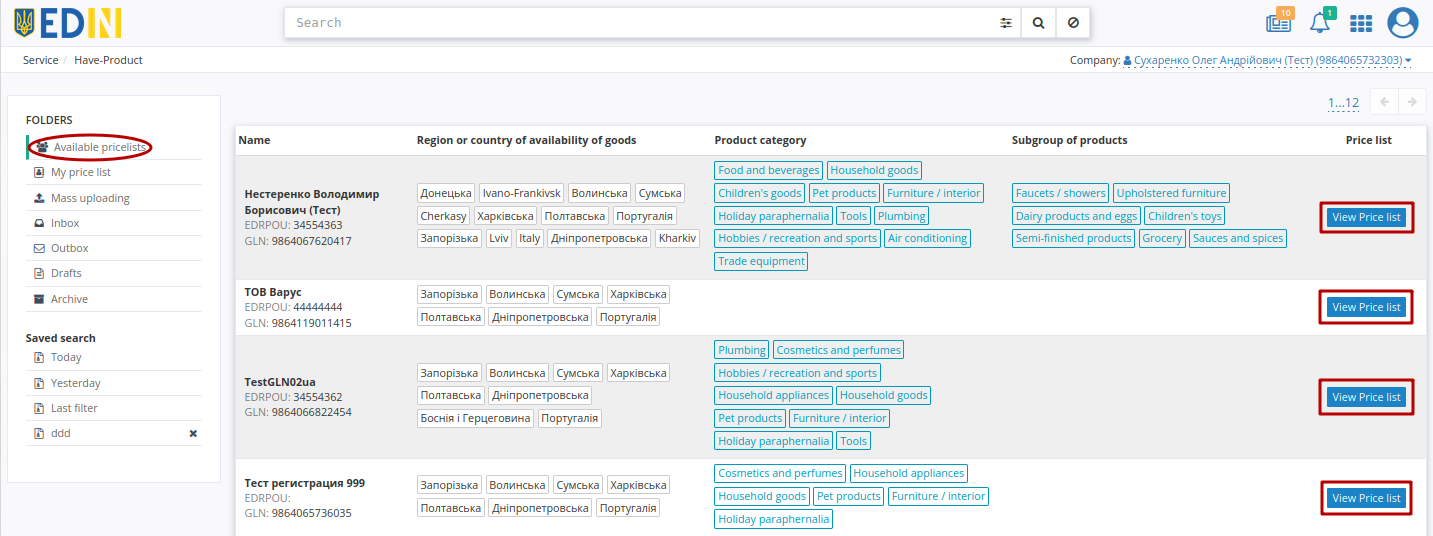 EDIN
Search
10
1
Service / Have-Product
Company: Сухаренко Олег Андрійович (Тест) (9864065732303)
FOLDERS
Available pricelists
My price list
Mass uploading
Inbox
Outbox
Drafts
Archive
Saved search
Today
Yesterday
Last filter
ddd
1...12
Name Region or country of availability of goods Product category Subgroup of products Price list
Нестеренко Володимир
Борисович (Тест)
EDRPOU: 34554363
GLN: 9864067620417
Донецька Ivano-Frankivsk Волинська Сумська
Cherkasy Харківська Полтавська Португалія
Запорізька Lviv Italy Дніпропетровська Kharkiv
Food and beverages Household goods
Children's goods Pet products Furniture / interior
Holiday paraphernalia Tools Plumbing
Hobbies / recreation and sports Air conditioning
Trade equipment
Faucets / showers Upholstered furniture
Dairy products and eggs Children's toys
Semi-finished products Grocery Sauces and spices
View Price list
ТОВ Варус
EDRPOU: 44444444
GLN: 9864119011415
Запорізька Волинська Сумська Харківська
Полтавська Дніпропетровська Португалія
View Price list
TestGLN02ua
EDRPOU: 34554362
GLN: 9864066822454
Запорізька Волинська Сумська Харківська
Полтавська Дніпропетровська
Боснія і Герцеговина Португалія
Plumbing Cosmetics and perfumes
Hobbies / recreation and sports
Household appliances Household goods
Pet products Furniture / interior
Holiday paraphernalia Tools
View Price list
Тест регистрация 999
EDRPOU:
GLN: 9864065736035
Запорізька Волинська Сумська Харківська
Полтавська Дніпропетровська Португалія
Cosmetics and perfumes Household appliances
Household goods Pet products Furniture / interior
Holiday paraphernalia
View Price list